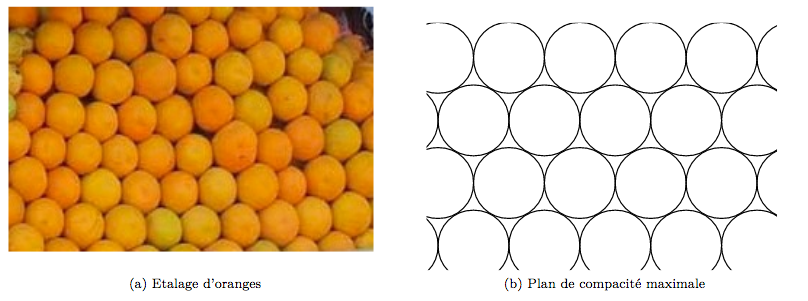 (a) Etalage d'oranges
(b) Plan de compacité maximale